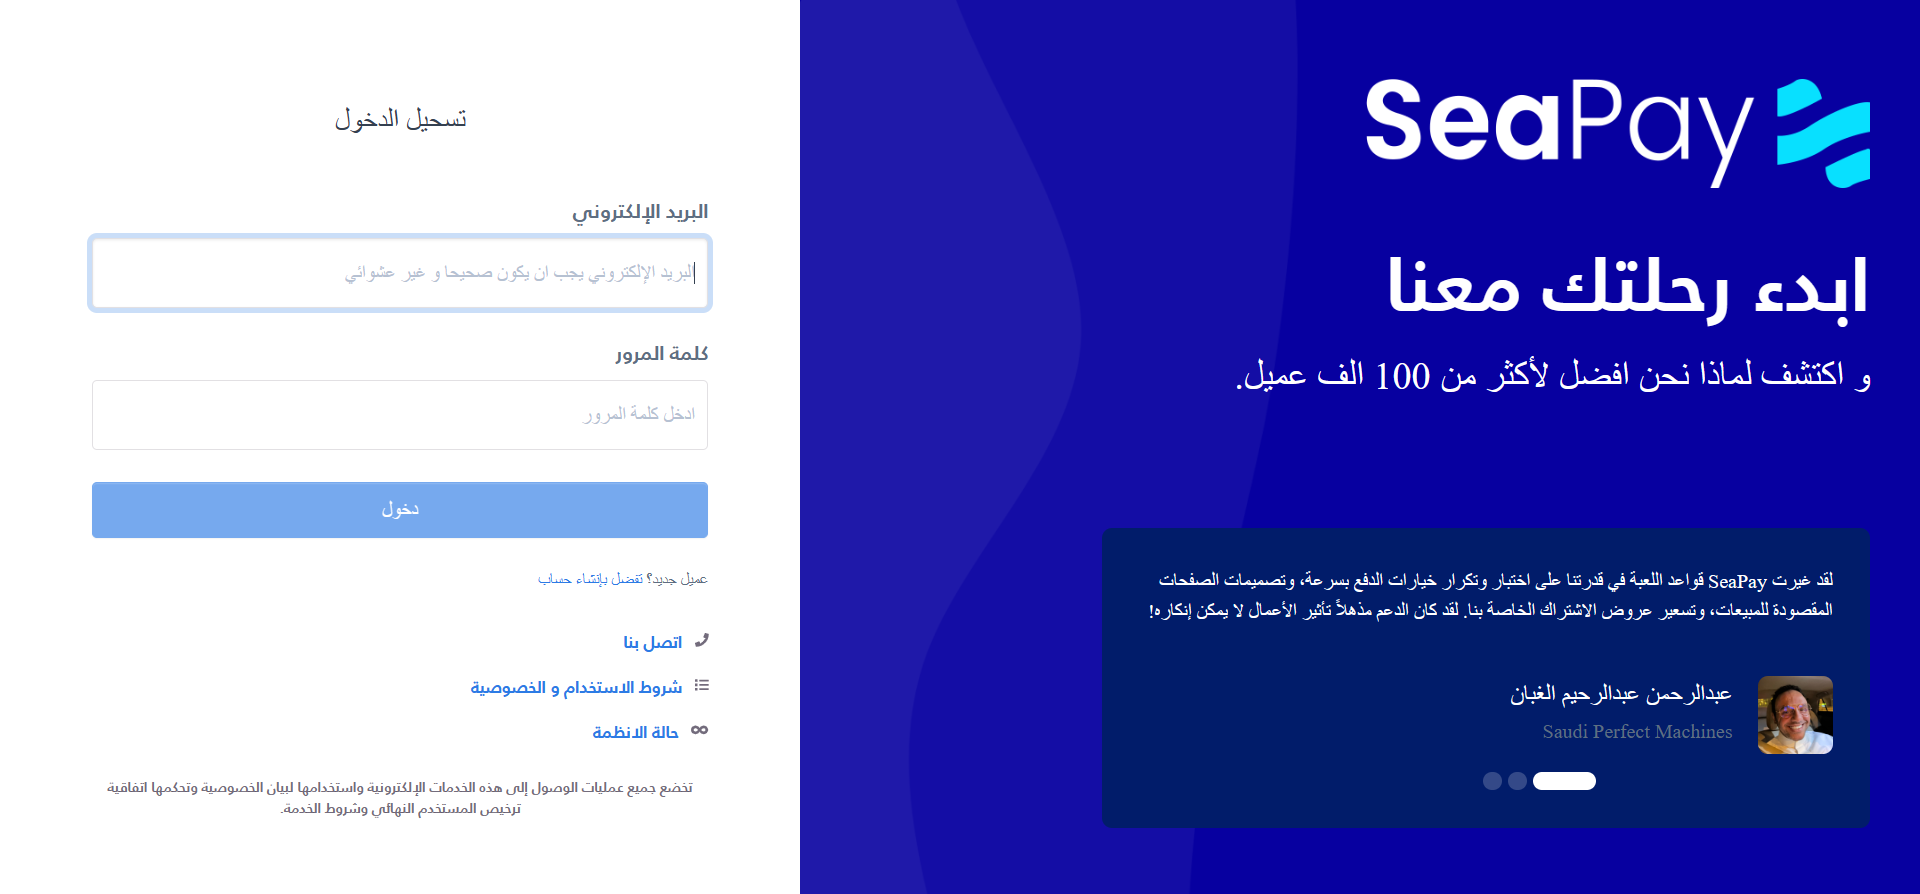 SeaPay
ابدء رحلتك معنا
و اكتشف لماذا نحن افضل لأكثر من 100 الف عميل.
لقد غيرت SeaPay قواعد اللعبة في قدرتنا على اختبار وتكرار خيارات الدفع بسرعة، وتصميمات الصفحات
المقصودة للمبيعات، وتسعير عروض الاشتراك الخاصة بنا. لقد كان الدعم مذهلاً تأثير الأعمال لا يمكن إنكاره!
عبدالرحمن عبدالرحيم الغبان
Saudi Perfect Machines
تسحيل الدخول
البريد الإلكتروني
البريد الإلكتروني يجب ان يكون صحيحا و غير عشوائي
كلمة المرور
ادخل كلمة المرور
دخول
عميل جديد؟ تفضل بإنشاء حساب
اتصل بنا
شروط الاستخدام و الخصوصية
حالة الانظمة
تخضع جميع عمليات الوصول إلى هذه الخدمات الإلكترونية واستخدامها لبيان الخصوصية وتحكمها اتفاقية
ترخيص المستخدم النهائي وشروط الخدمة.